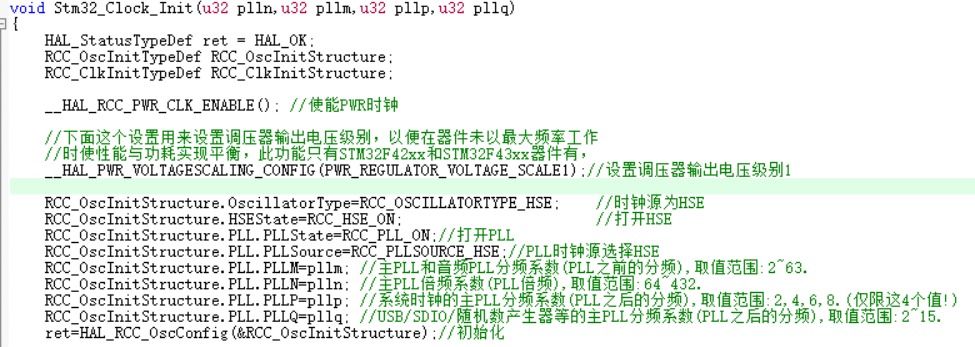 void Stm32_Clock_Init(u32 plln,u32 pllm,u32 pllp,u32 pllq)
{
HAL_StatusTypeDef ret = HAL_OK;
RCC_OscInitTypeDef RCC_OscInitStructure;
RCC_ClkInitTypeDef RCC_ClkInitStructure;
__HAL_RCC_PWR_CLK_ENABLE(); //使能PWR时钟
//下面这个设置用来设置调压器输出电压级别，以便在器件未以最大频率工作
//时使性能与功耗实现平衡，此功能只有STM32F42xx和STM32F43xx器件有，
__HAL_PWR_VOLTAGESCALING_CONFIG(PWR_REGULATOR_VOLTAGE_SCALE1);//设置调压器输出电压级别1
RCC_OscInitStructure.OscillatorType=RCC_OSCILLATORTYPE_HSE; //时钟源为HSE
RCC_OscInitStructure.HSEState=RCC_HSE_ON; //打开HSE
RCC_OscInitStructure.PLL.PLLState=RCC_PLL_ON;//打开PLL
RCC_OscInitStructure.PLL.PLLSource=RCC_PLLSOURCE_HSE;//PLL时钟源选择HSE
RCC_OscInitStructure.PLL.PLLM=pllm; //主PLL和音频PLL分频系数(PLL之前的分频),取值范围:2~63.
RCC_OscInitStructure.PLL.PLLN=plln; //主PLL倍频系数(PLL倍频),取值范围:64~432.
RCC_OscInitStructure.PLL.PLLP=pllp; //系统时钟的主PLL分频系数(PLL之后的分频),取值范围:2,4,6,8.(仅限这4个值!)
RCC_OscInitStructure.PLL.PLLQ=pllq; //USB/SDIO/随机数产生器等的主PLL分频系数(PLL之后的分频),取值范围:2~15.
ret=HAL_RCC_OscConfig(&RCC_OscInitStructure);//初始化